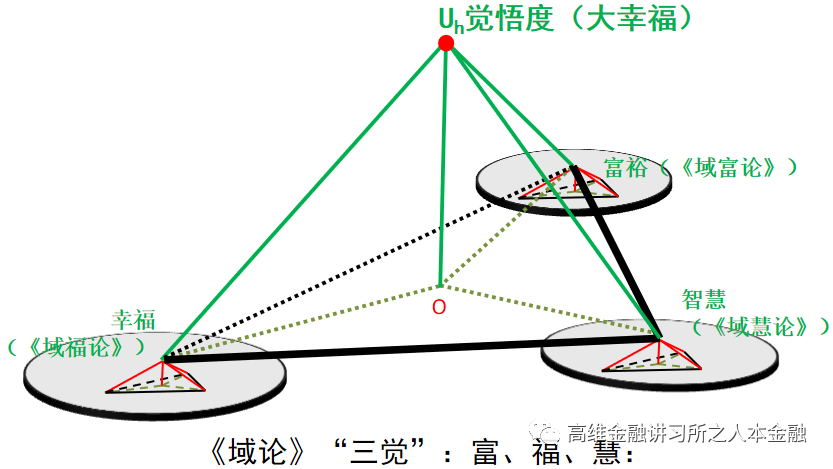 Uh觉悟度（大幸福）
富裕（《域富论》）
O
幸福
（《域福论》）
智慧
（《域慧论》）
高维金融讲习所之人本金融
《域论》“三觉”：富、福、慧：